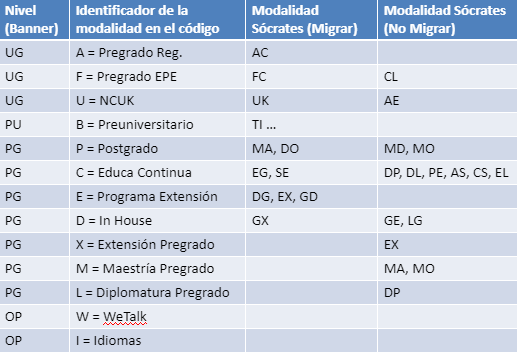 Nivel (Banner) Identificador de la modalidad en el código Modalidad Sócrates (Migrar) Modalidad Sócrates (No Migrar)
UG A = Pregrado Reg. AC
UG F = Pregrado EPE FC CL
UG U = NCUK UK AE
PU B = Preuniversitario TI ...
PG P = Postgrado MA, DO MD, MO
PG C = Educa Continua EG, SE DP, DL, PE, AS, CS, EL
PG E = Programa Extensión DG, EX, GD
PG D = In House GX GE, LG
PG X = Extensión Pregrado EX
PG M = Maestría Pregrado MA, MO
PG L = Diplomatura Pregrado DP
OP W = WeTalk
OP I = Idiomas